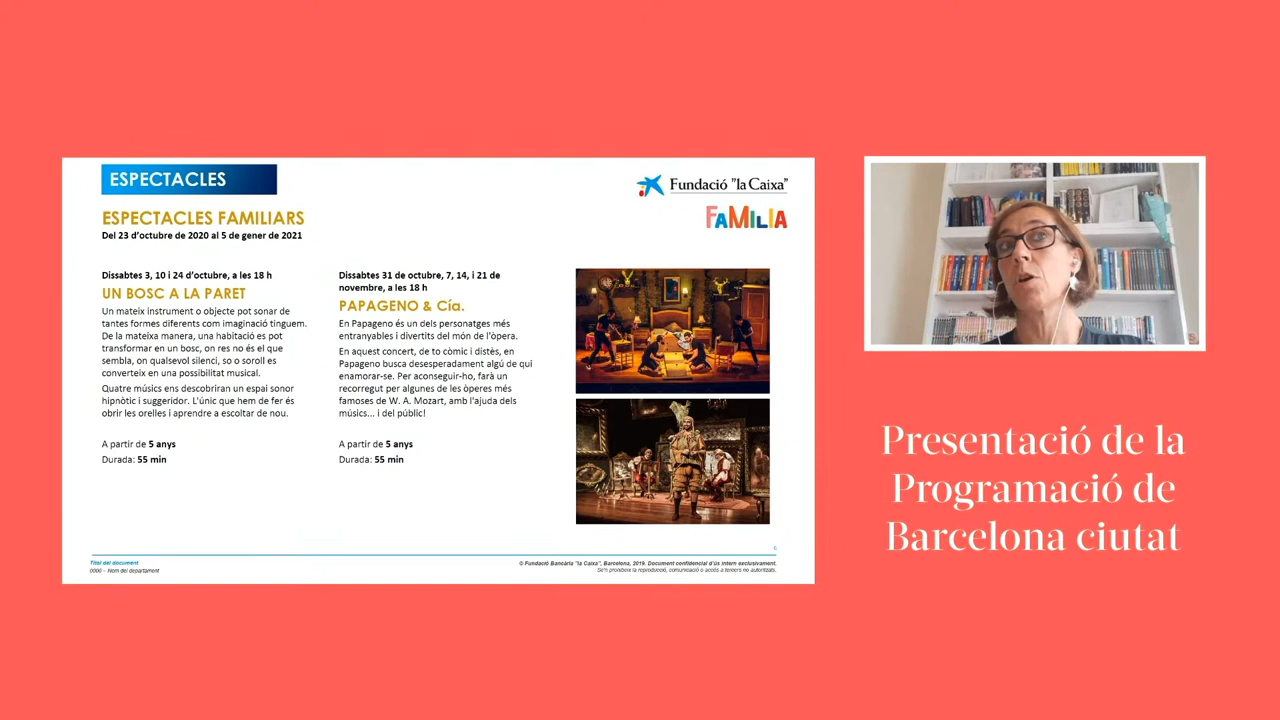 ESPECTACLES
Fundació "la Caixa"
FAMILIA
ESPECTACLES FAMILIARS
Del 23 d'octubre de 2020 al 5 de gener de 2021
Dissabtes 3, 10 i 24 d'octubre, a les 18 h
UN BOSC A LA PARET
Un mateix instrument o objecte pot sonar de
tantes formes diferents com imaginació tinguem.
De la mateixa manera, una habitació es pot
transformar en un bosc, on res no és el que
sembla, on qualsevol silenci, so o soroll es
converteix en una possibilitat musical.
Quatre músics ens descobriran un espai sonor
hipnòtic i suggeridor. L'únic que hem de fer és
obrir les orelles i aprendre a escoltar de nou.
A partir de 5 anys
Durada: 55 min
Dissabtes 31 de octubre, 7, 14, i 21 de
novembre, a les 18 h
PAPAGENO & Cía.
En Papageno és un dels personatges més
entranyables i divertits del món de l'òpera.
En aquest concert, de to còmic i distès, en
Papageno busca desesperadament algú de qui
enamorar-se. Per aconseguir-ho, farà un
recorregut per algunes de les òperes més
famoses de W. A. Mozart, amb l'ajuda dels
músics... i del públic!
A partir de 5 anys
Durada: 55 min
6
Títol del document
0000 – Nom del departament
© Fundació Bancària "la Caixa", Barcelona, 2019. Document confidencial d'ús intern exclusivament.
Se'n prohibeix la reproducció, comunicació o accés a tercers no autoritzats.
Presentació de la
Programació de
Barcelona ciutat